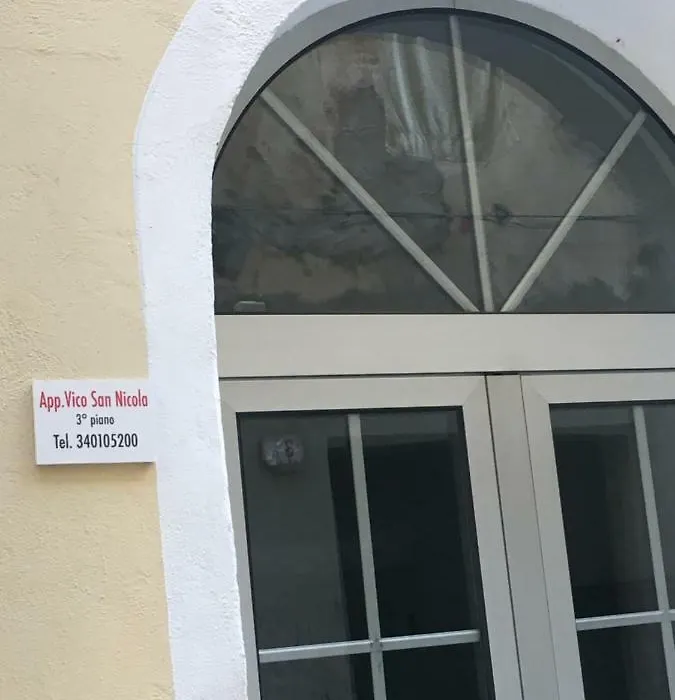 App.Vico San Nicola
3° piano
Tel. 340105200